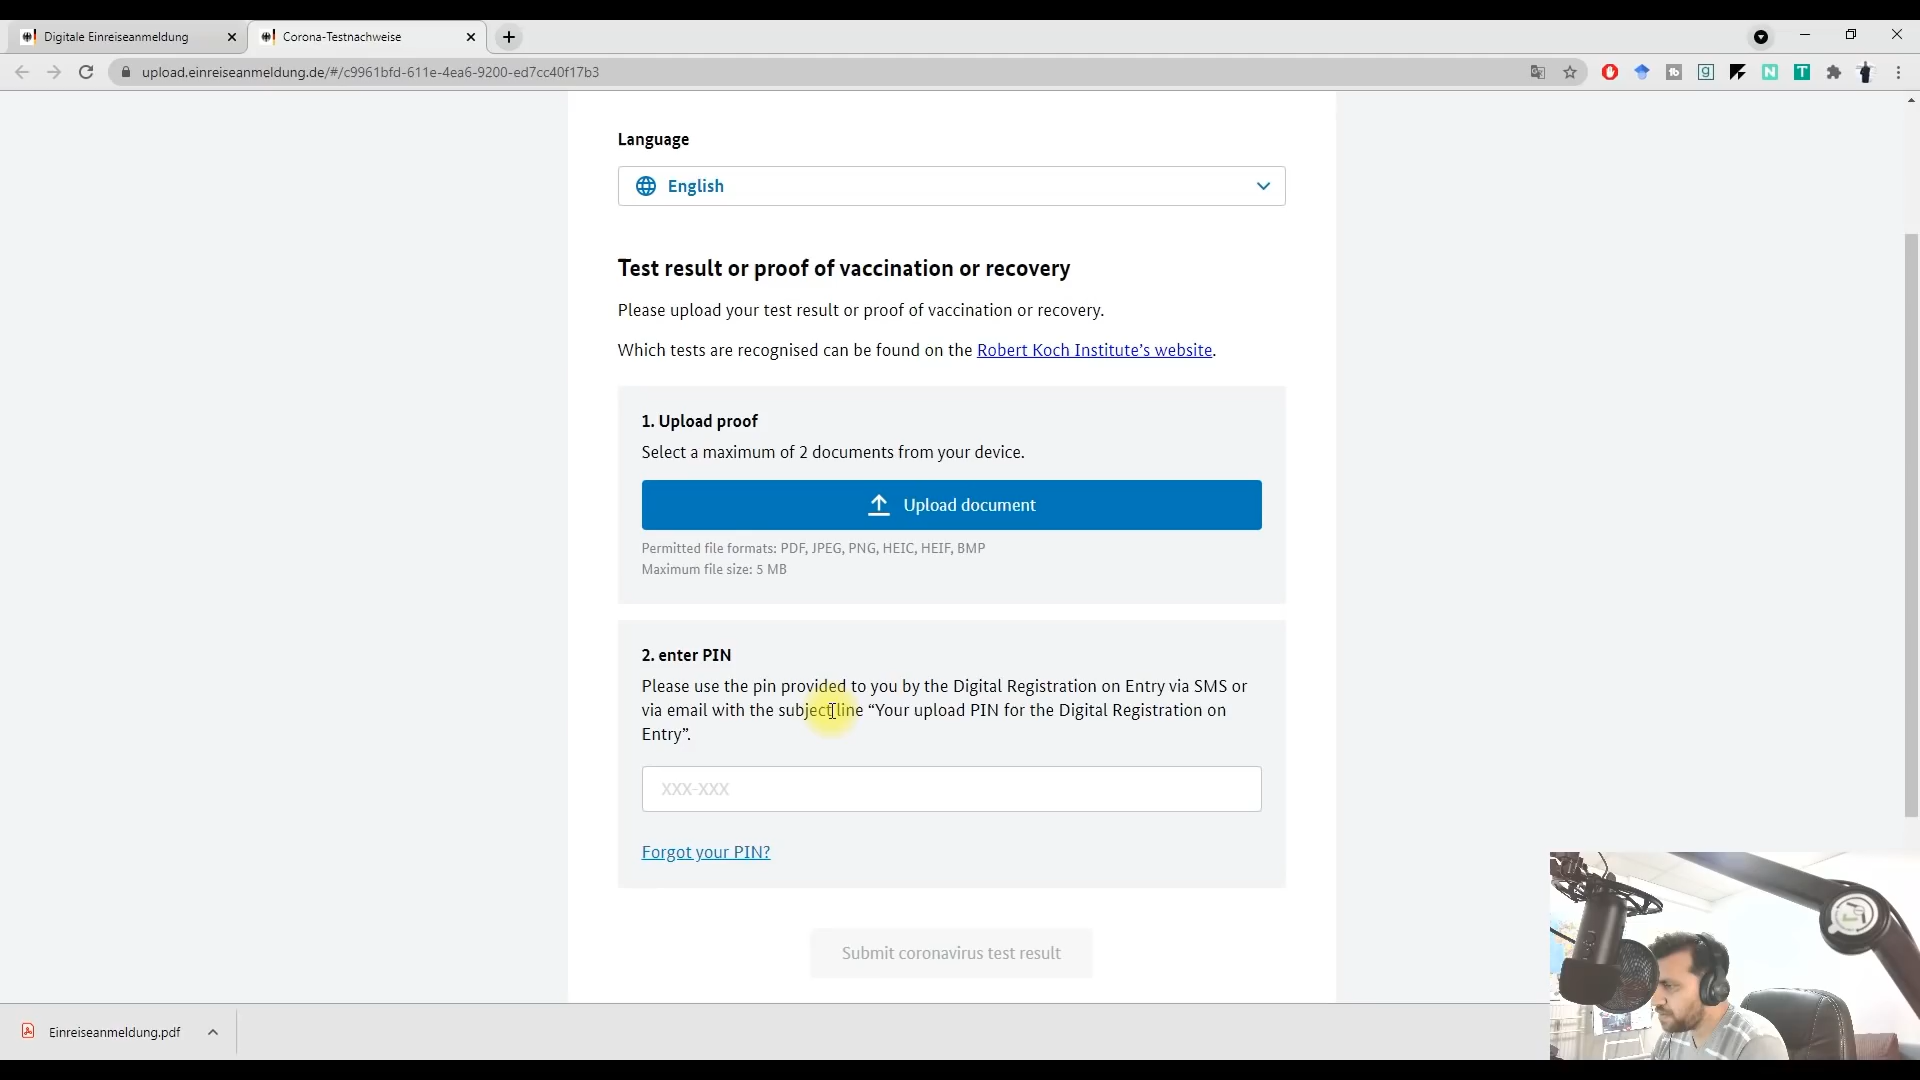 Digitale Einreiseanmeldung
Corona-Testnachweise
upload.einreiseanmeldung.de/#/c9961bfd-611e-4ea6-9200-ed7cc40f17b3
Language
English
Test result or proof of vaccination or recovery
Please upload your test result or proof of vaccination or recovery.
Which tests are recognised can be found on the Robert Koch Institute’s website.
1. Upload proof
Select a maximum of 2 documents from your device.
Upload document
Permitted file formats: PDF, JPEG, PNG, HEIC, HEIF, BMP
Maximum file size: 5 MB
2. enter PIN
Please use the pin provided to you by the Digital Registration on Entry via SMS or
via email with the subject line “Your upload PIN for the Digital Registration on
Entry”.
XXX-XXX
Forgot your PIN?
Submit coronavirus test result
Einreiseanmeldung.pdf